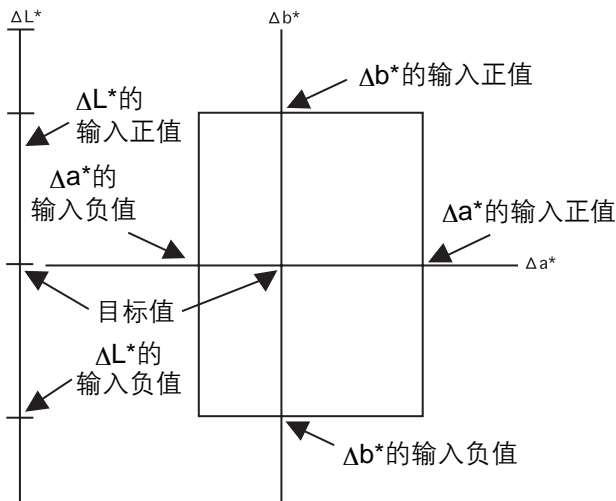 ΔL*
Δb*
Δb*的输入正值
ΔL*的
输入正值
Δa*的
输入负值
Δa*的输入正值
Δa*
目标值
ΔL*的
输入负值
Δb*的输入负值